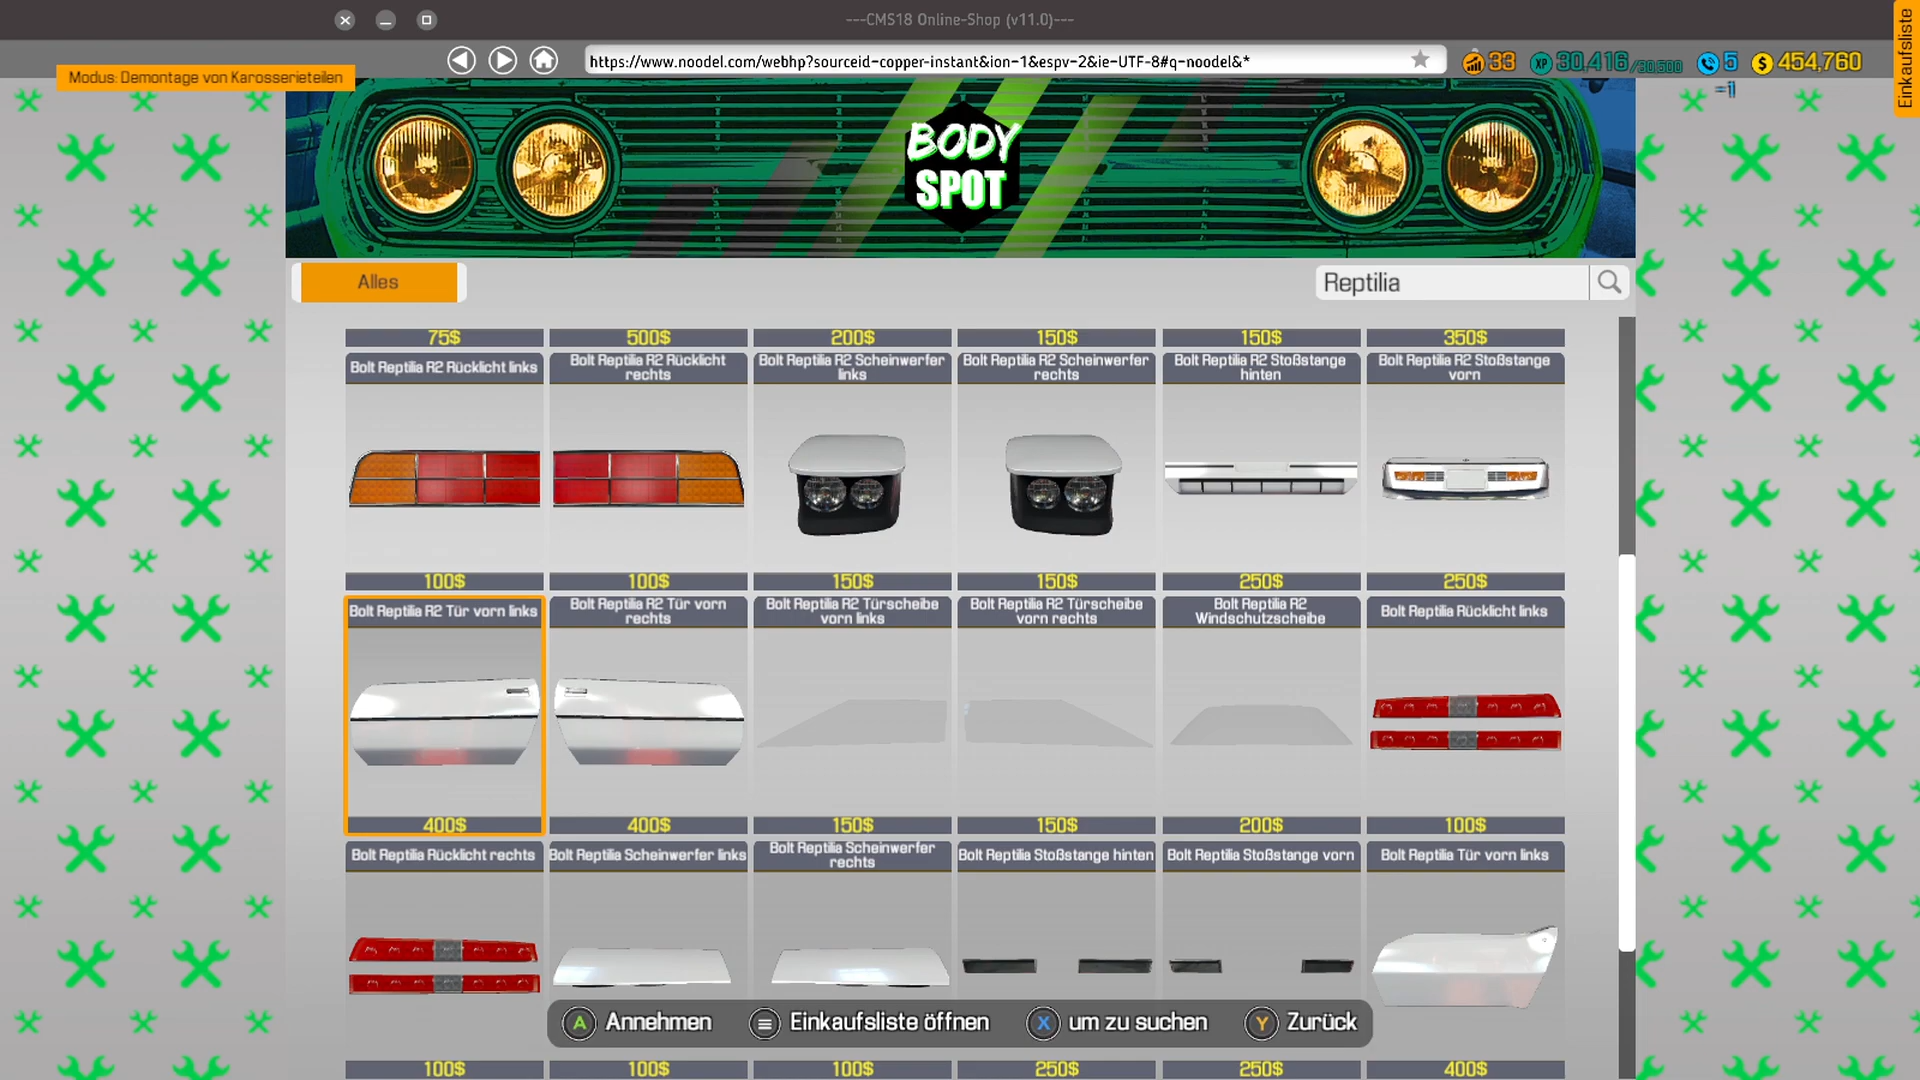 ---CMS18 Online-Shop (v11.0)---
Einkaufsliste
Modus: Demontage von Karosserieteilen
https://www.noodel.com/webhp?sourceid-copper-instant&ion-1&espv-2&ie-UTF-8#q-noodel&*
33
XP 30,416/30,500
5
$ 454,760
=1
BODY
SPOT
Alles
Reptilia
75$
500$
200$
150$
150$
350$
Bolt Reptilia R2 Rücklicht links
Bolt Reptilia R2 Rücklicht
rechts
Bolt Reptilia R2 Scheinwerfer
links
Bolt Reptilia R2 Scheinwerfer
rechts
Bolt Reptilia R2 Stoßstange
hinten
Bolt Reptilia R2 Stoßstange
vorn
100$
100$
150$
150$
250$
250$
Bolt Reptilia R2 Tür vorn links
Bolt Reptilia R2 Tür vorn
rechts
Bolt Reptilia R2 Türscheibe
vorn links
Bolt Reptilia R2 Türscheibe
vorn rechts
Bolt Reptilia R2
Windschutzscheibe
Bolt Reptilia Rücklicht links
400$
400$
150$
150$
200$
100$
Bolt Reptilia Rücklicht rechts
Bolt Reptilia Scheinwerfer links
Bolt Reptilia Scheinwerfer
rechts
Bolt Reptilia Stoßstange hinten
Bolt Reptilia Stoßstange vorn
Bolt Reptilia Tür vorn links
A Annehmen
Einkaufsliste öffnen
X um zu suchen
Y Zurück
100$
100$
100$
250$
250$
400$